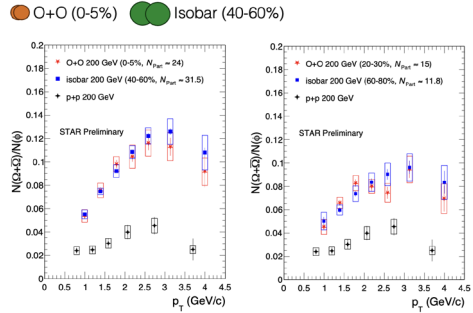 O+O (0-5%) Isobar (40-60%)
O+O 200 GeV (0-5%, N_Part = 24)
isobar 200 GeV (40-60%, N_Part = 31.5)
p+p 200 GeV
STAR Preliminary
N(Ω+Ω̅)/N(ϕ)
0.2
0.18
0.16
0.14
0.12
0.1
0.08
0.06
0.04
0.02
0
0 0.5 1 1.5 2 2.5 3 3.5 4 4.5
p_T (GeV/c)
O+O 200 GeV (20-30%, N_Part = 15)
isobar 200 GeV (60-80%, N_Part = 11.8)
p+p 200 GeV
STAR Preliminary
N(Ω+Ω̅)/N(ϕ)
0.2
0.18
0.16
0.14
0.12
0.1
0.08
0.06
0.04
0.02
0
0 0.5 1 1.5 2 2.5 3 3.5 4 4.5
p_T (GeV/c)